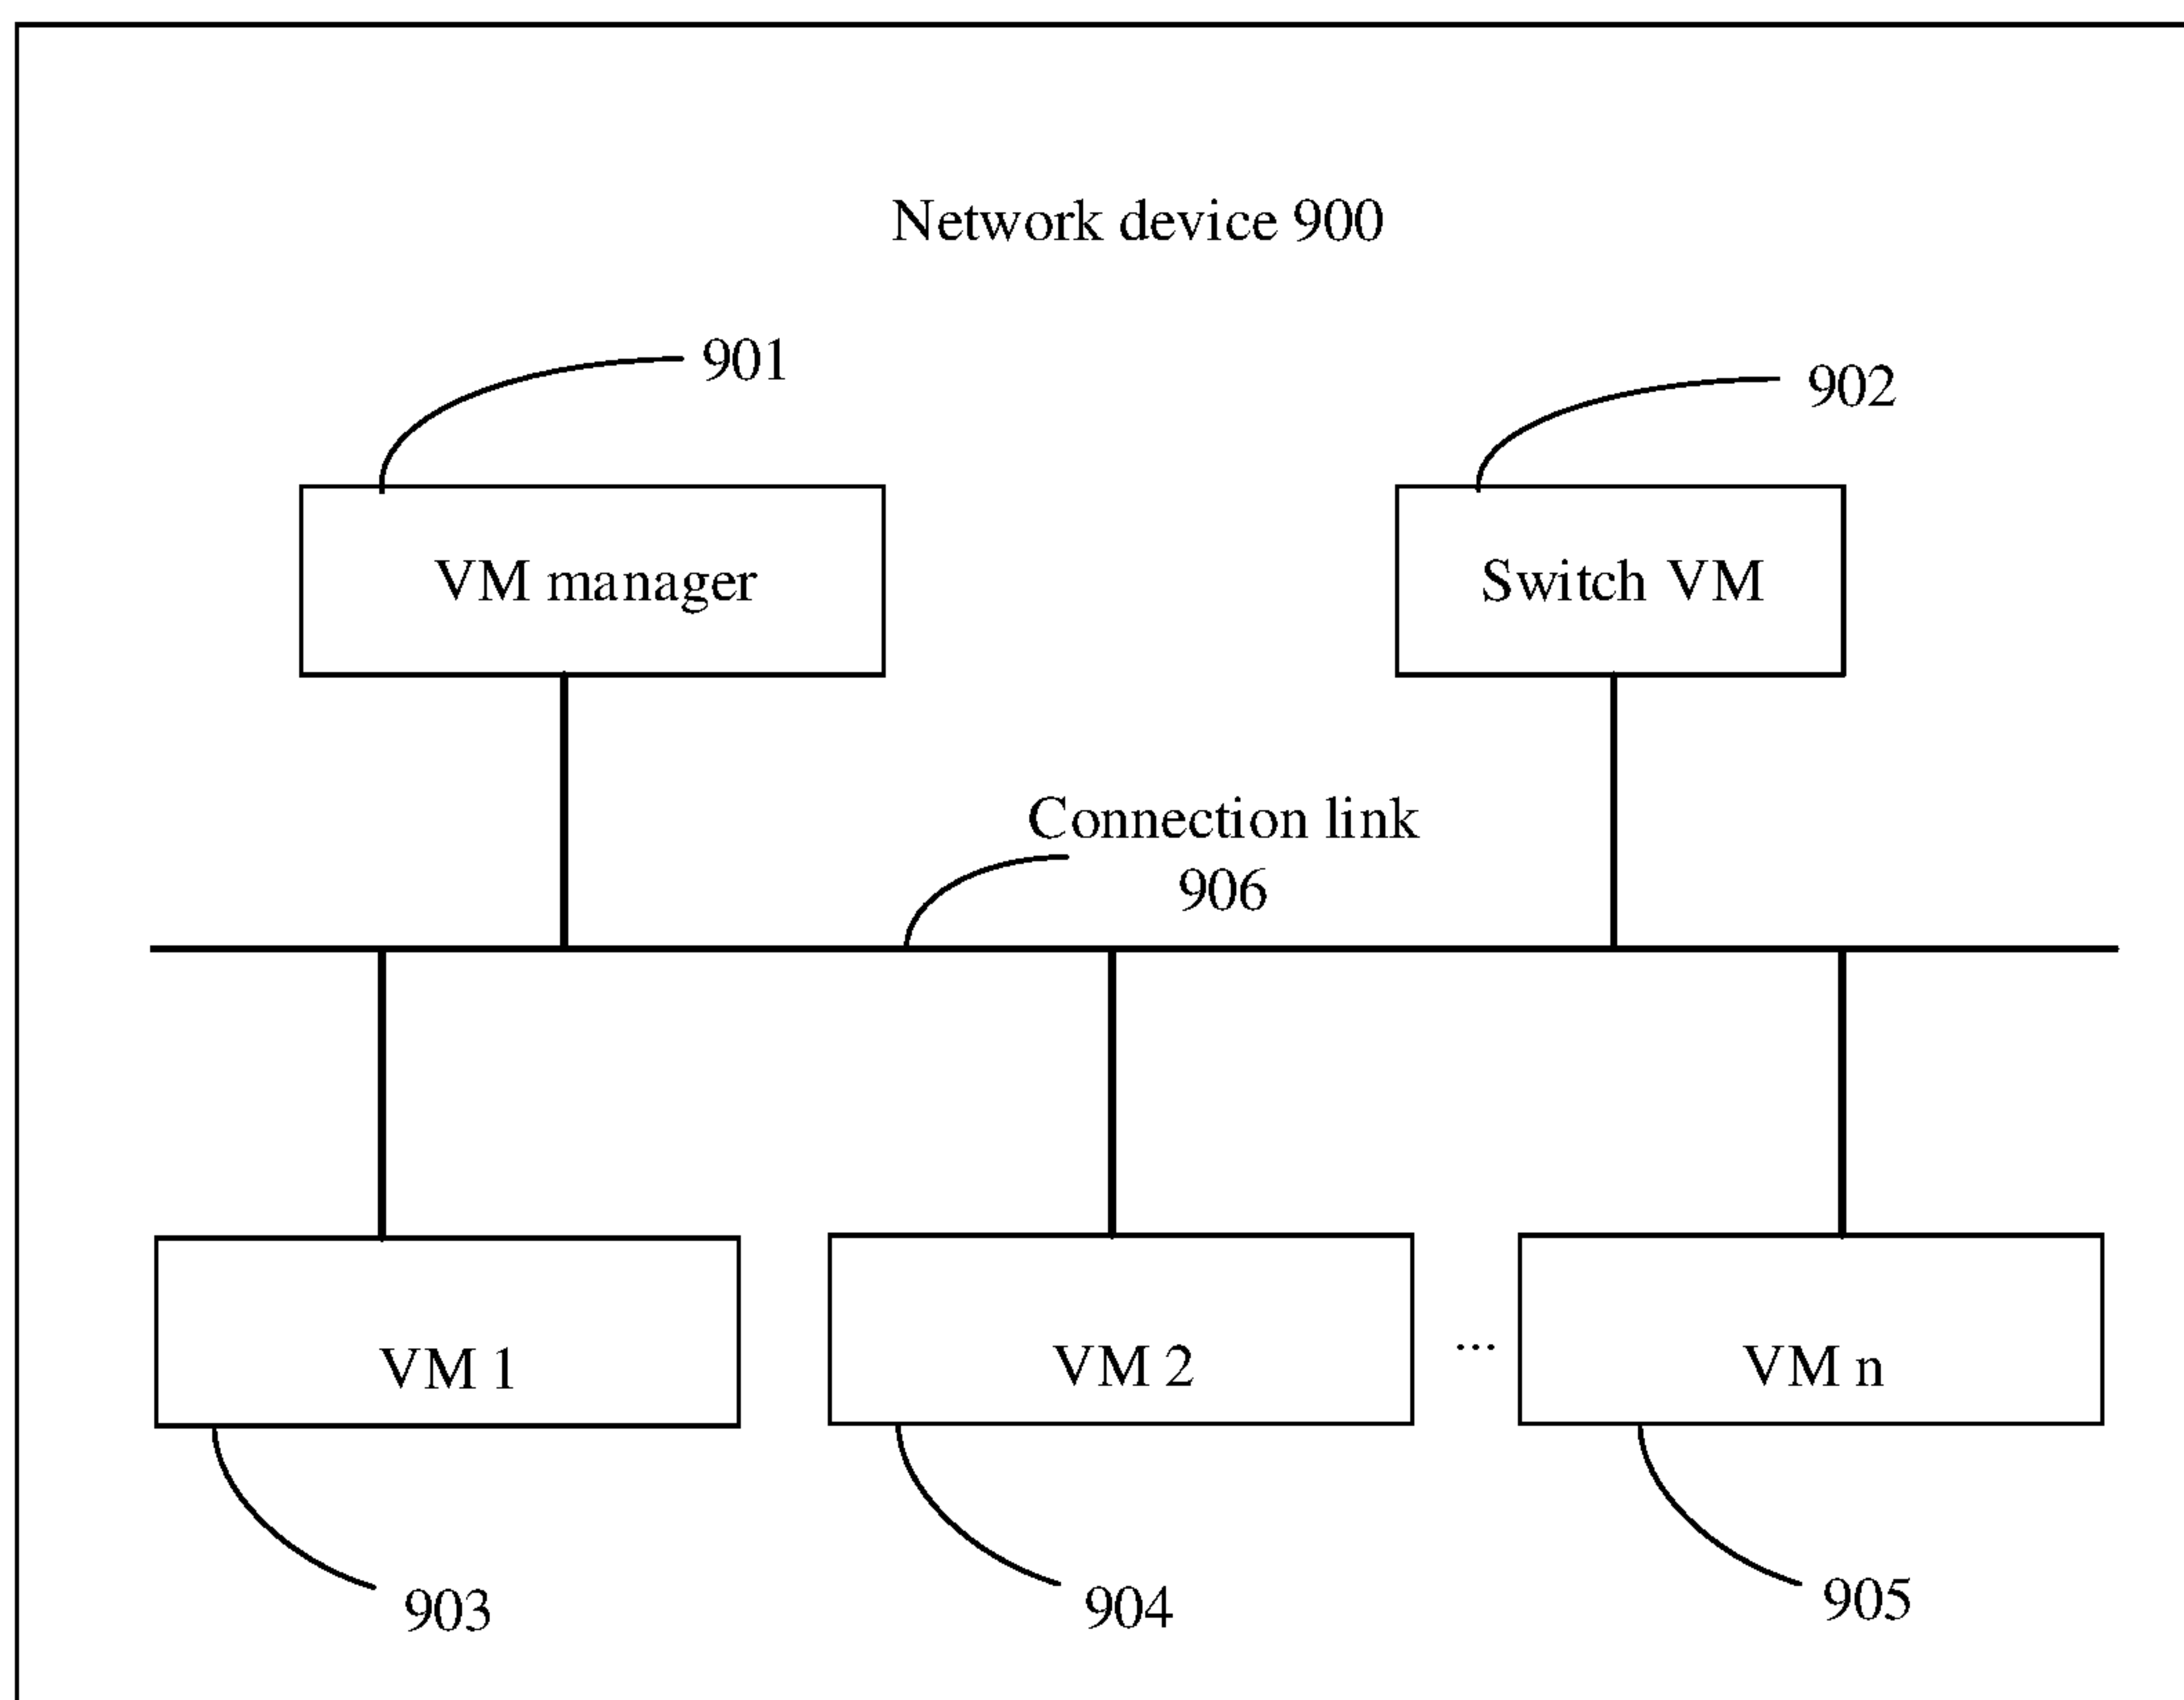 Network device 900
901
902
VM manager
Switch VM
Connection link
906
VM 1
VM 2
...
VM n
903
904
905